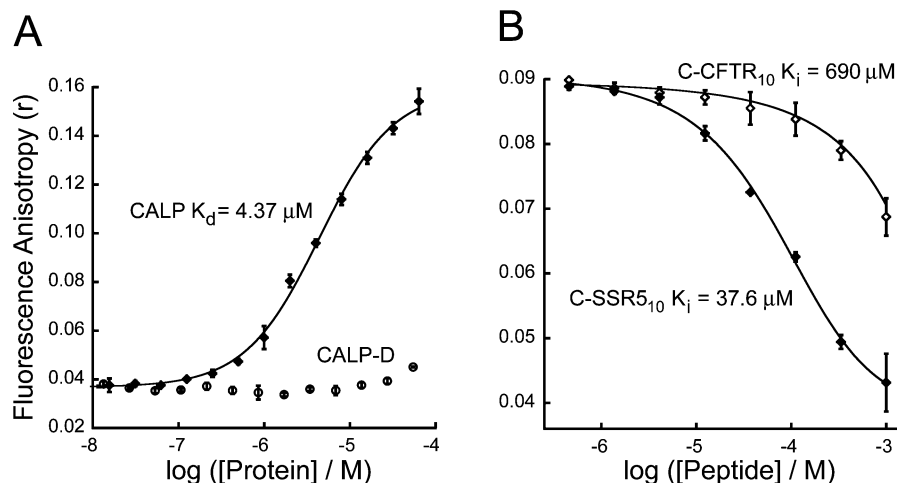 A
Fluorescence Anisotropy (r)
0.16
0.14
0.12
0.10
0.08
0.06
0.04
0.02
CALP Kd = 4.37 μM
CALP-D
-8 -7 -6 -5 -4
log ([Protein] / M)
B
0.09
0.08
0.07
0.06
0.05
0.04
C-CFTR10 Ki = 690 μM
C-SSR510 Ki = 37.6 μM
-6 -5 -4 -3
log ([Peptide] / M)